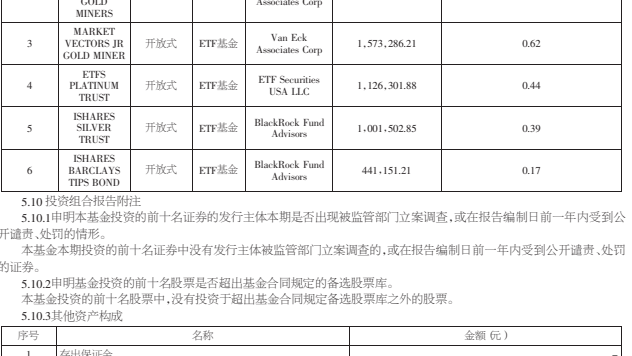 GOLD
MINERS
Associates Corp
3 MARKET VECTORS JR GOLD MINER 开放式 ETF基金 Van Eck Associates Corp 1,573,286.21 0.62
4 ETFS PLATINUM TRUST 开放式 ETF基金 ETF Securities USA LLC 1,126,301.88 0.44
5 ISHARES SILVER TRUST 开放式 ETF基金 BlackRock Fund Advisors 1,001,502.85 0.39
6 ISHARES BARCLAYS TIPS BOND 开放式 ETF基金 BlackRock Fund Advisors 441,151.21 0.17
5.10 投资组合报告附注
5.10.1申明本基金投资的前十名证券的发行主体本期是否出现被监管部门立案调查,或在报告编制日前一年内受到公
开谴责、处罚的情形。
本基金本期投资的前十名证券中没有发行主体被监管部门立案调查的,或在报告编制日前一年内受到公开谴责、处罚
的证券。
5.10.2申明基金投资的前十名股票是否超出基金合同规定的备选股票库。
本基金投资的前十名股票中,没有投资于超出基金合同规定备选股票库之外的股票。
5.10.3其他资产构成
序号 名称 金额(元)
1 存出保证金 -